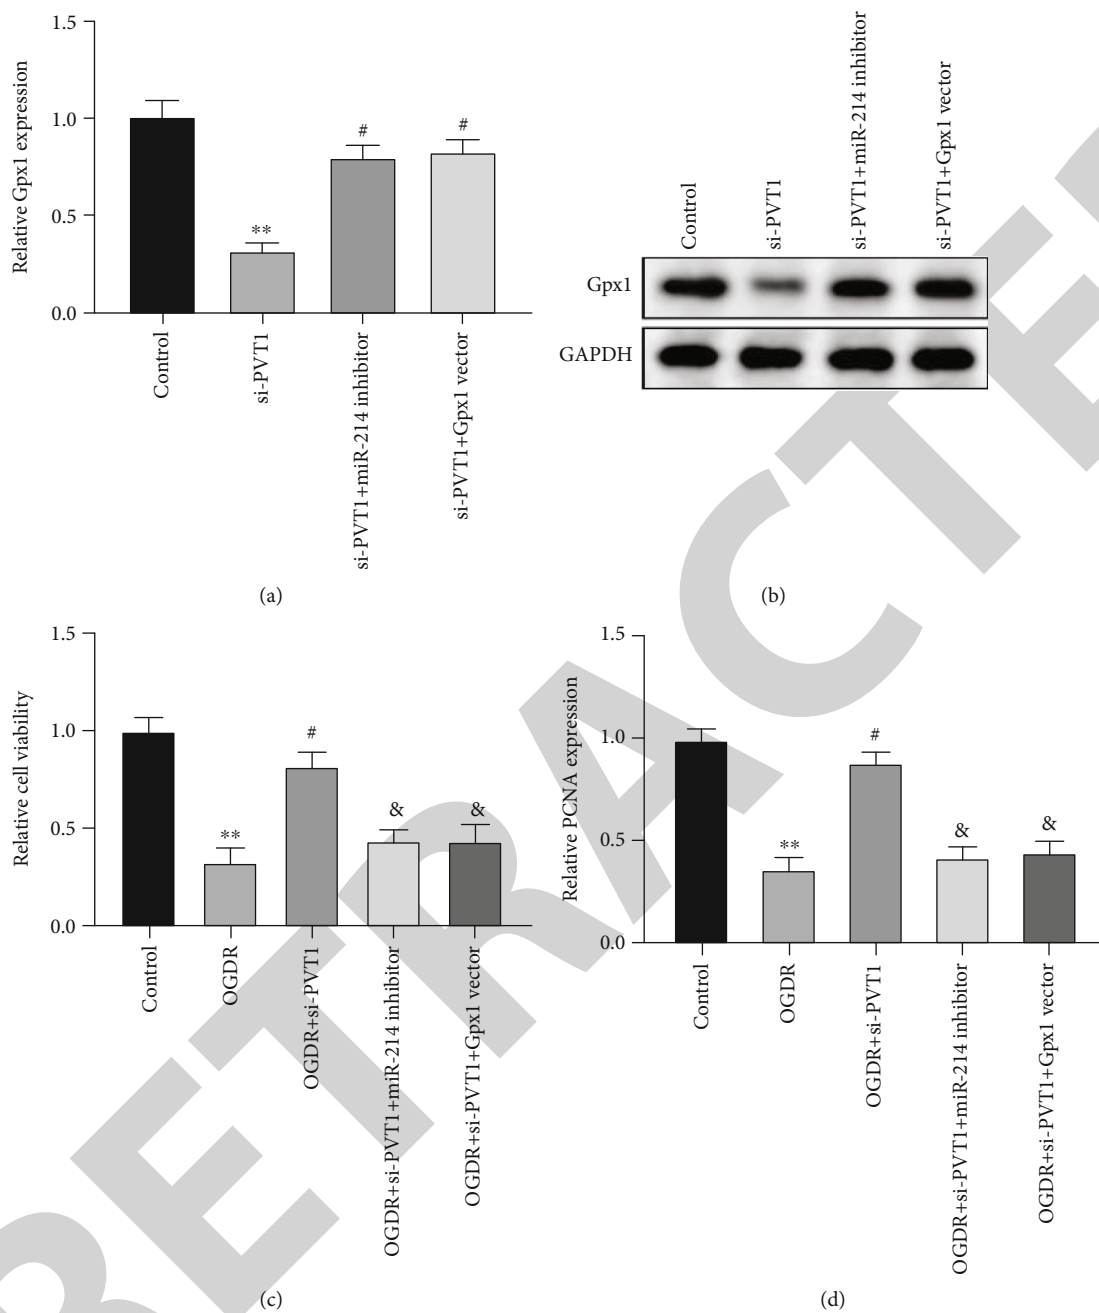 1.5
1.0
0.5
0.0
Relative Gpx1 expression
**
#
#
Control
si-PVT1
si-PVT1+miR-214 inhibitor
si-PVT1+Gpx1 vector
(a)
Control
si-PVT1
si-PVT1+miR-214 inhibitor
si-PVT1+Gpx1 vector
Gpx1
GAPDH
(b)
1.5
1.0
0.5
0.0
Relative cell viability
**
#
&
&
Control
OGDR
OGDR+si-PVT1
OGDR+si-PVT1+miR-214 inhibitor
OGDR+si-PVT1+Gpx1 vector
(c)
1.5
1.0
0.5
0.0
Relative PCNA expression
**
#
&
&
Control
OGDR
OGDR+si-PVT1
OGDR+si-PVT1+miR-214 inhibitor
OGDR+si-PVT1+Gpx1 vector
(d)
RETRACTED